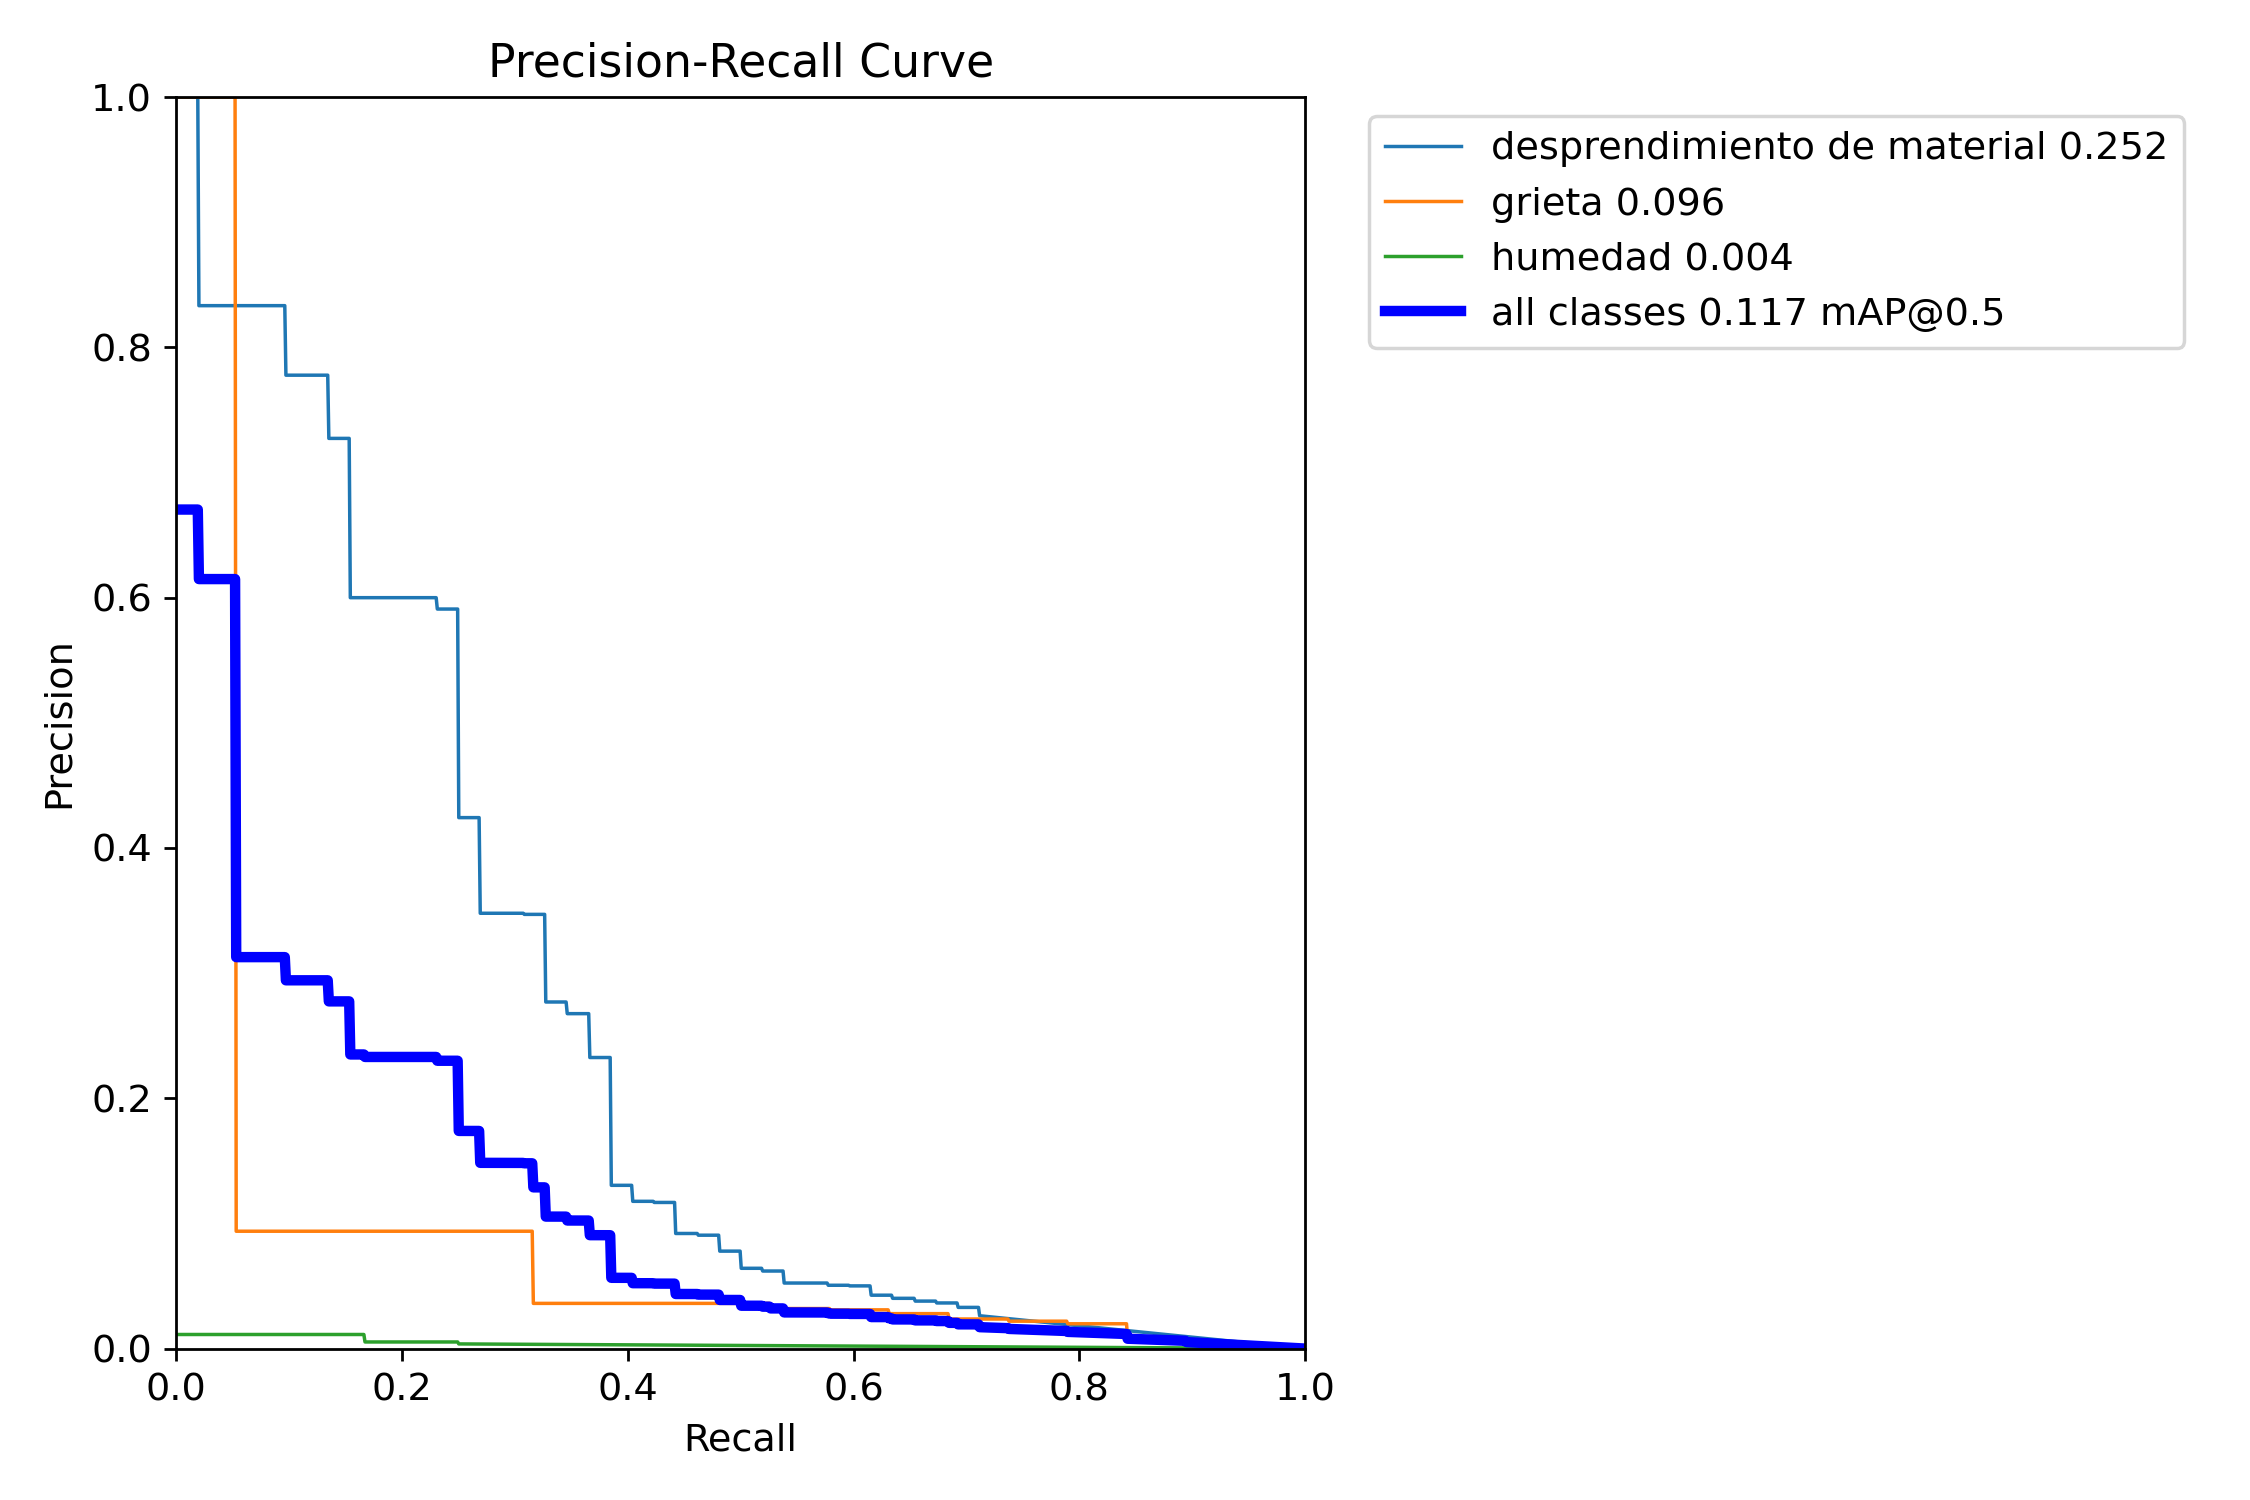 Precision-Recall Curve
1.0
0.8
0.6
0.4
0.2
0.0
Precision
0.0 0.2 0.4 0.6 0.8 1.0
Recall
desprendimiento de material 0.252
grieta 0.096
humedad 0.004
all classes 0.117 mAP@0.5